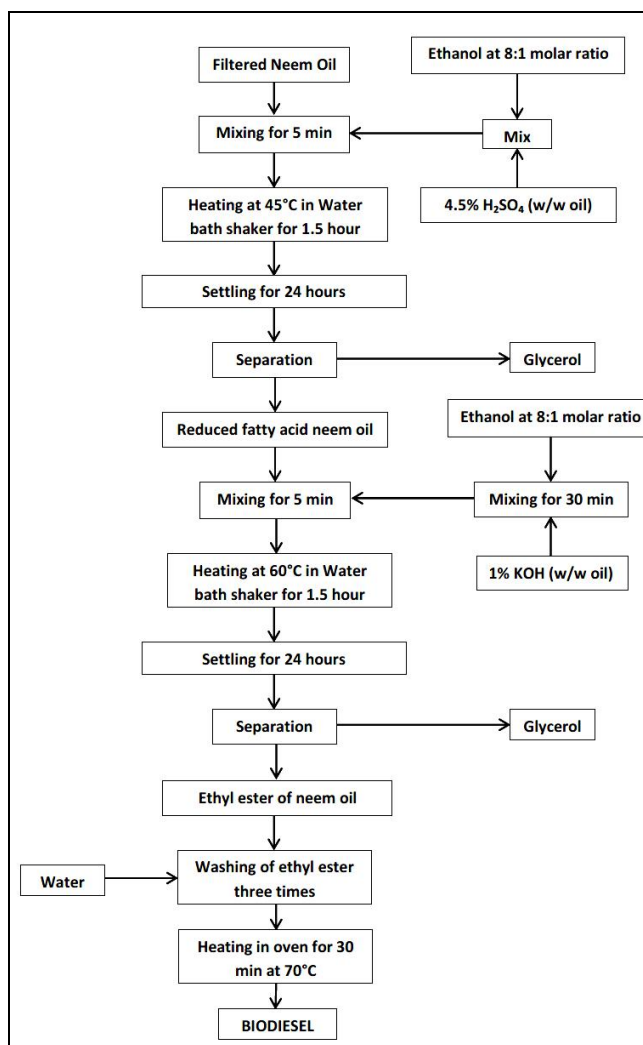 Ethanol at 8:1 molar ratio
Filtered Neem Oil
Mixing for 5 min
Mix
Heating at 45°C in Water
bath shaker for 1.5 hour
4.5% H₂SO₄ (w/w oil)
Settling for 24 hours
Separation
Glycerol
Reduced fatty acid neem oil
Ethanol at 8:1 molar ratio
Mixing for 5 min
Mixing for 30 min
Heating at 60°C in Water
bath shaker for 1.5 hour
1% KOH (w/w oil)
Settling for 24 hours
Separation
Glycerol
Ethyl ester of neem oil
Water
Washing of ethyl ester
three times
Heating in oven for 30
min at 70°C
BIODIESEL